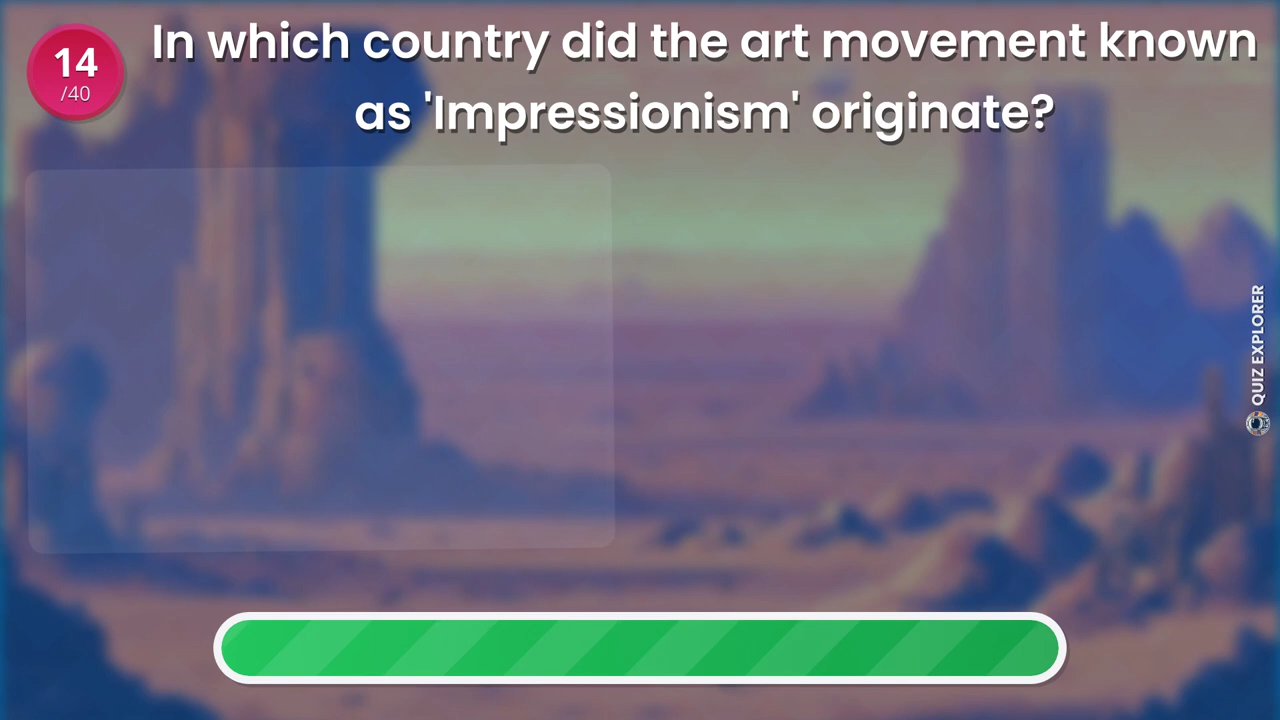 14
/40
In which country did the art movement known
as 'Impressionism' originate?
QUIZ EXPLORER